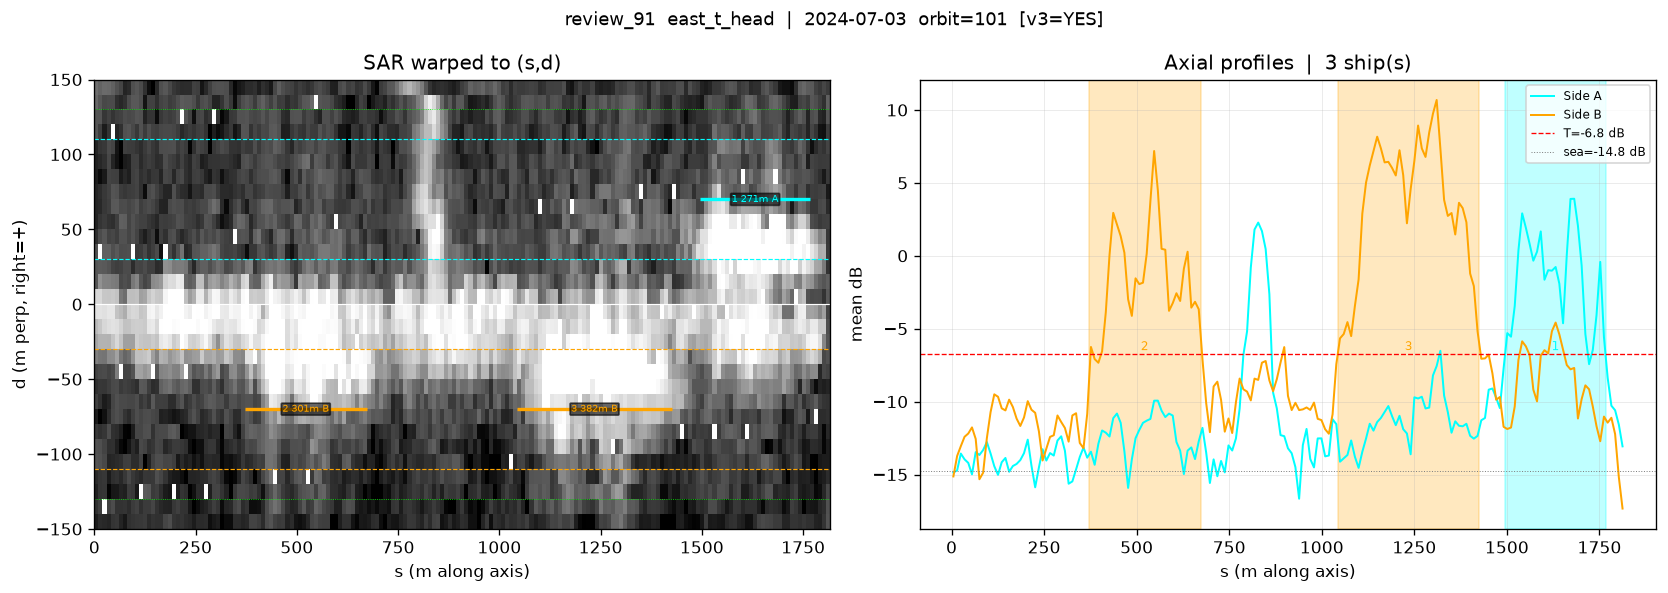 review_91  east_t_head  |  2024-07-03  orbit=101  [v3=YES]
SAR warped to (s,d)
150
100
50
0
−50
−100
−150
d (m perp, right=+)
1 271m A
2 301m B
3 382m B
0
250
500
750
1000
1250
1500
1750
s (m along axis)
Axial profiles  |  3 ship(s)
10
5
0
−5
−10
−15
mean dB
Side A
Side B
T=-6.8 dB
sea=-14.8 dB
2
3
1
0
250
500
750
1000
1250
1500
1750
s (m along axis)